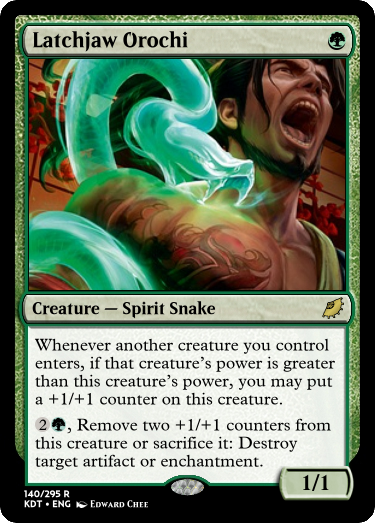 Latchjaw Orochi
Creature — Spirit Snake
Whenever another creature you control
enters, if that creature's power is greater
than this creature's power, you may put
a +1/+1 counter on this creature.
2, Remove two +1/+1 counters from
this creature or sacrifice it: Destroy
target artifact or enchantment.
1/1
140/295 R
KDT • ENG Edward Chee